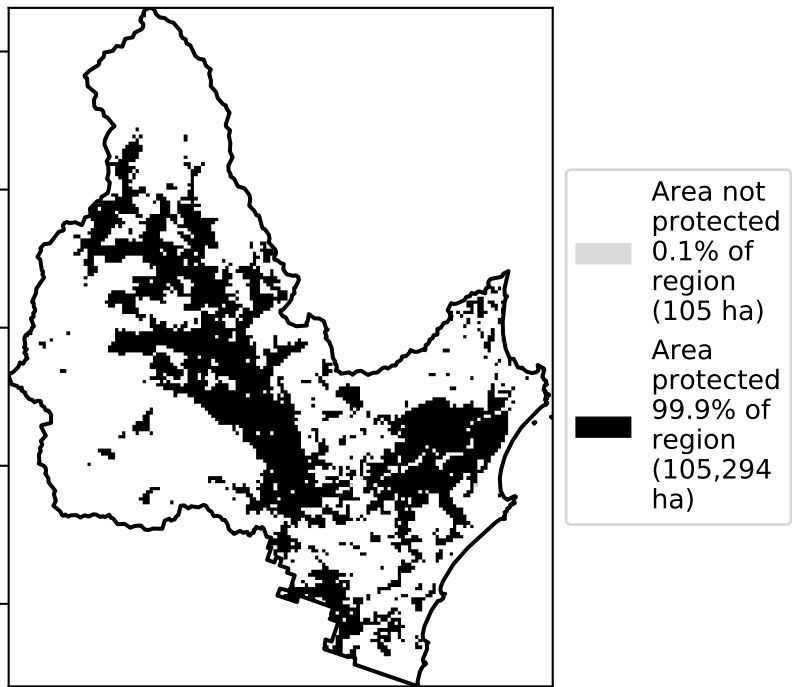 Area not
protected
0.1% of
region
(105 ha)
Area
protected
99.9% of
region
(105,294
ha)